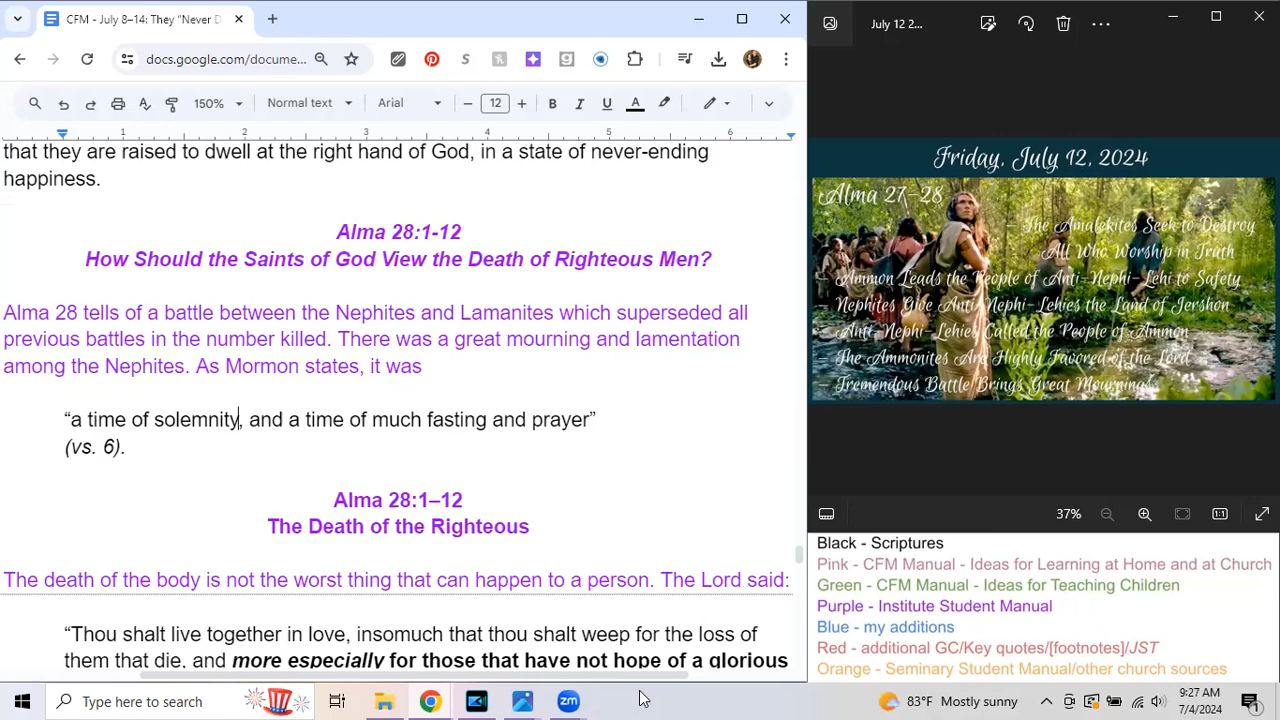 CFM - July 8–14: They “Never D
docs.google.com/docume...
150%
Normal text
Arial
12
1 2 3 4 5 6
that they are raised to dwell at the right hand of God, in a state of never-ending
happiness.
Alma 28:1-12
How Should the Saints of God View the Death of Righteous Men?
Alma 28 tells of a battle between the Nephites and Lamanites which superseded all
previous battles in the number killed. There was a great mourning and lamentation
among the Nephites. As Mormon states, it was
“a time of solemnity, and a time of much fasting and prayer”
(vs. 6).
Alma 28:1–12
The Death of the Righteous
The death of the body is not the worst thing that can happen to a person. The Lord said:
“Thou shalt live together in love, insomuch that thou shalt weep for the loss of
them that die, and more especially for those that have not hope of a glorious
July 12 2...
Friday, July 12, 2024
Alma 27-28
– The Amalekites Seek to Destroy
All Who Worship in Truth
– Ammon Leads the People of Anti-Nephi-Lehi to Safety
Nephites Give Anti-Nephi-Lehies the Land of Jershon
Anti-Nephi-Lehies Called the People of Ammon
– The Ammonites Are Highly Favored of the Lord
– Tremendous Battle Brings Great Mournings
37%
Black - Scriptures
Pink - CFM Manual - Ideas for Learning at Home and at Church
Green - CFM Manual - Ideas for Teaching Children
Purple - Institute Student Manual
Blue - my additions
Red - additional GC/Key quotes/[footnotes]/JST
Orange - Seminary Student Manual/other church sources
Type here to search
zm
83°F Mostly sunny
9:27 AM
7/4/2024